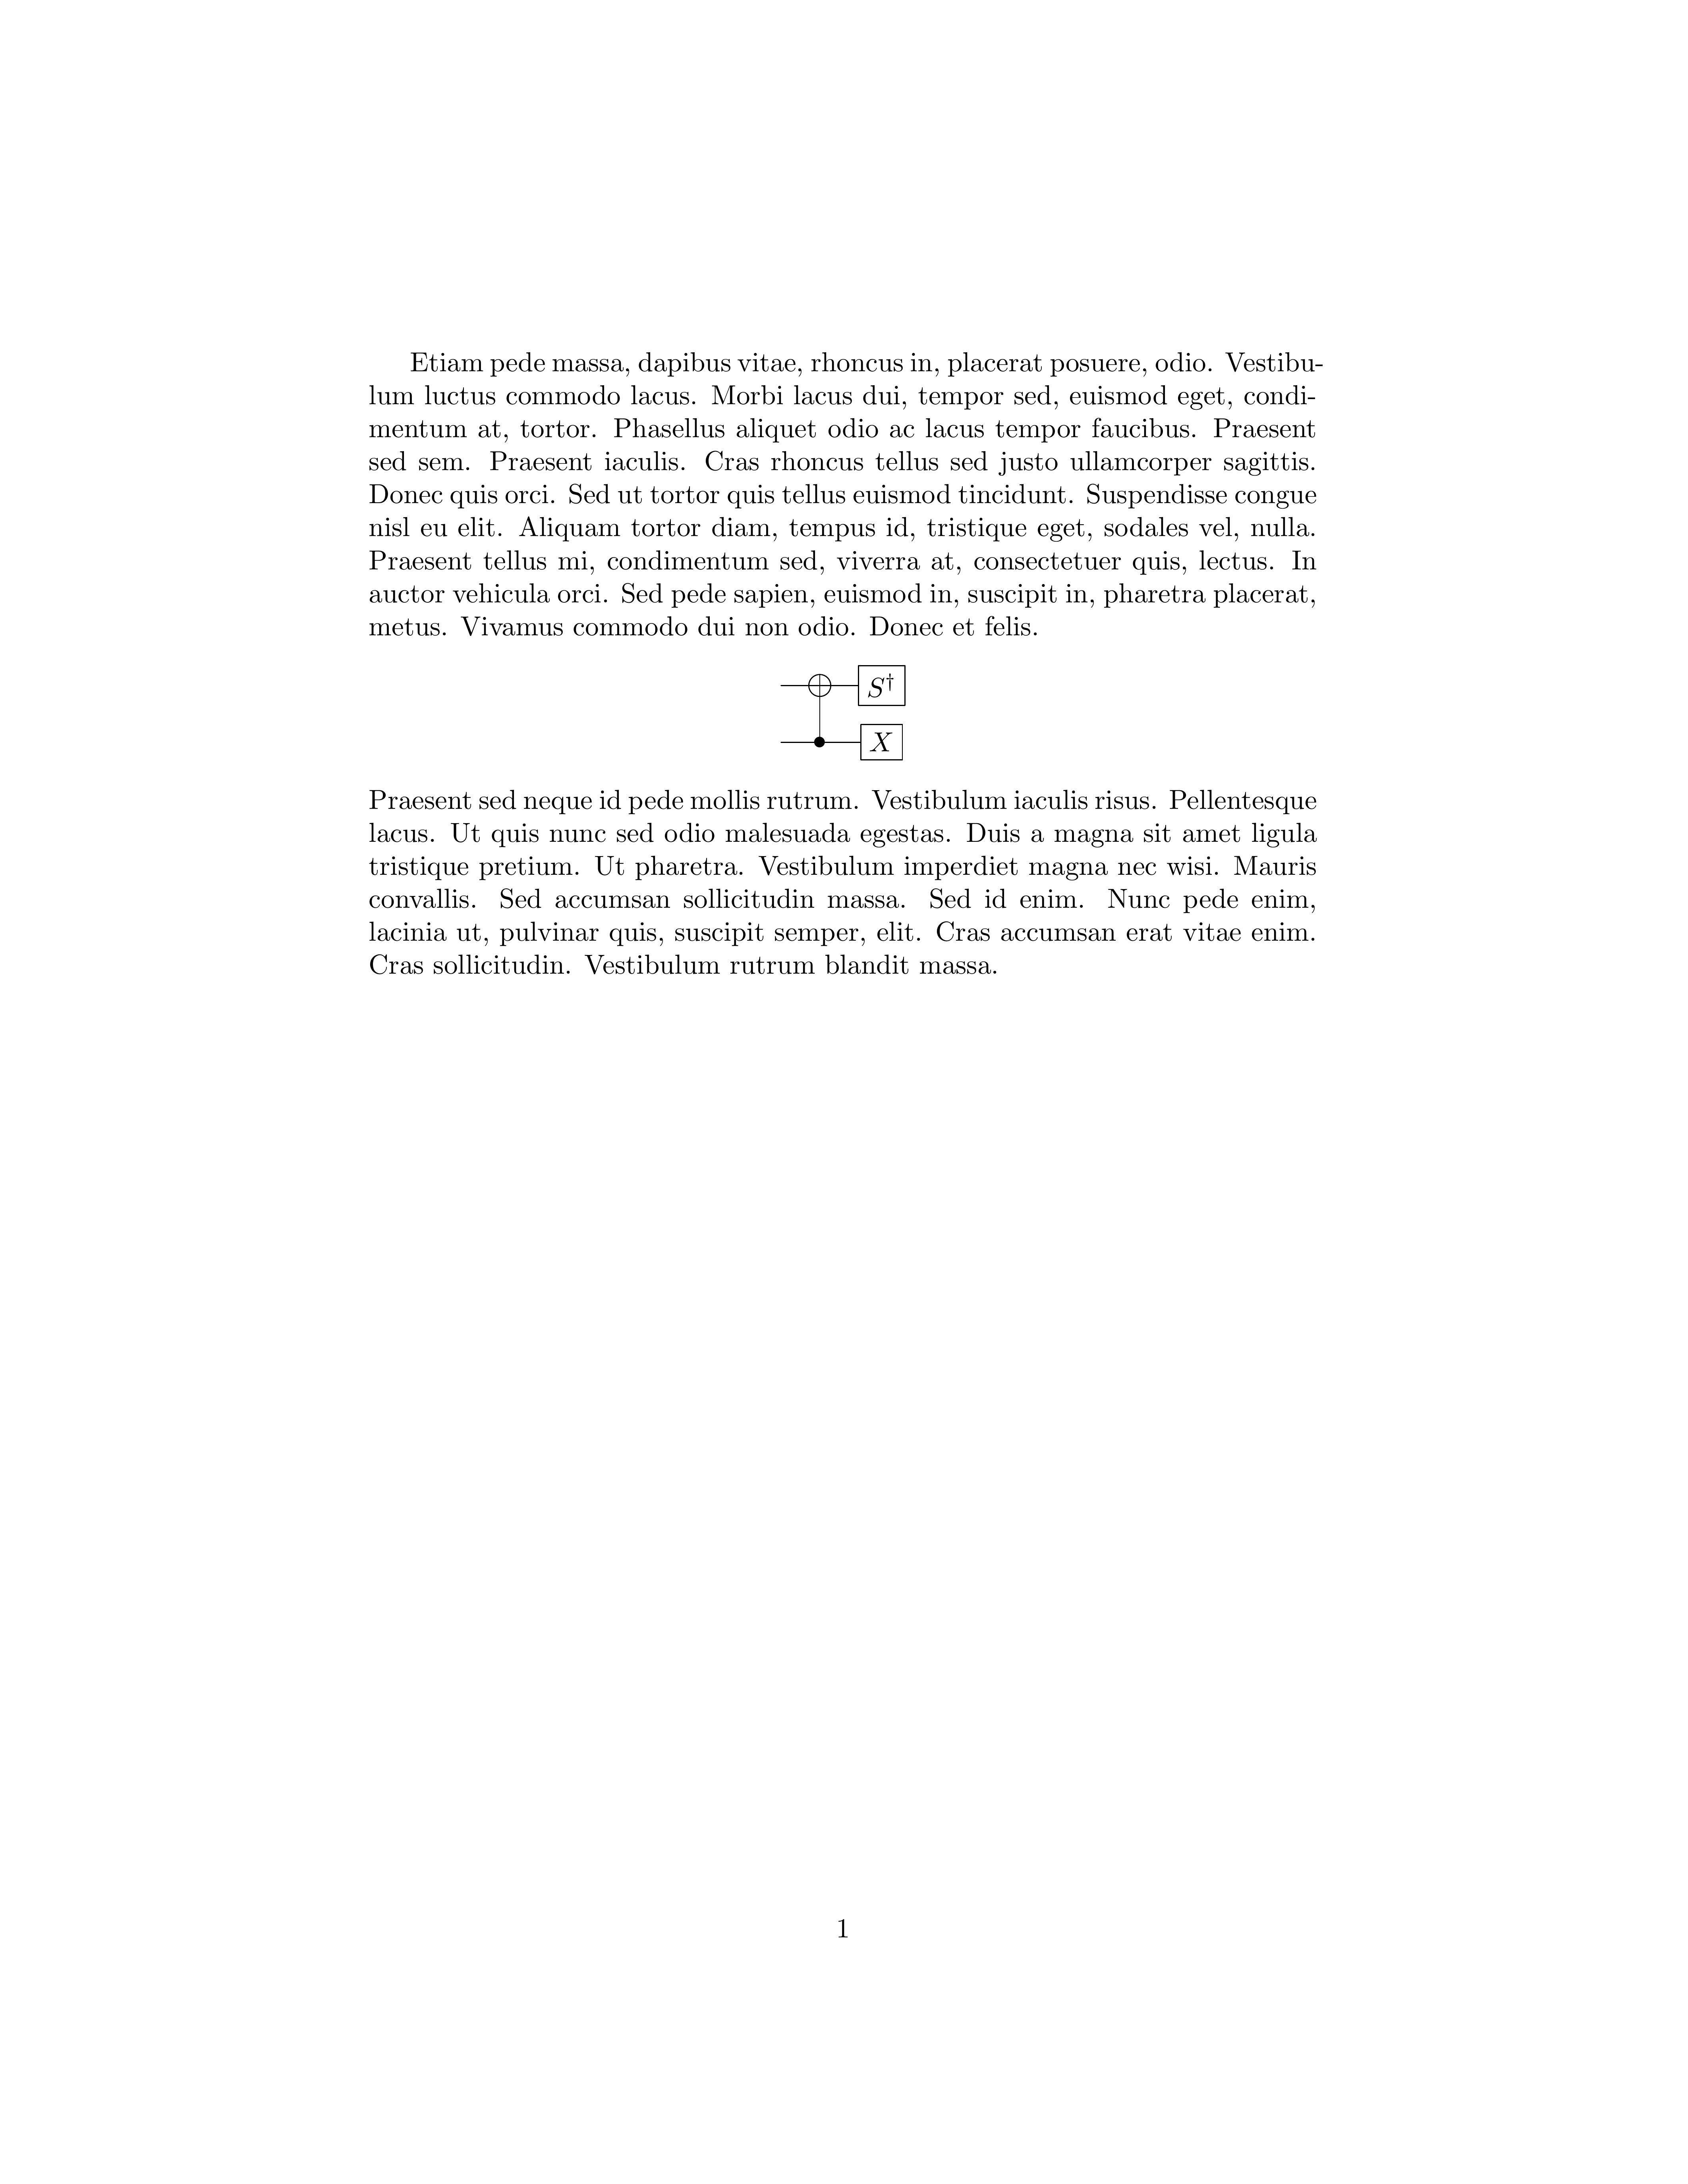 Etiam pede massa, dapibus vitae, rhoncus in, placerat posuere, odio. Vestibu-
lum luctus commodo lacus. Morbi lacus dui, tempor sed, euismod eget, condi-
mentum at, tortor. Phasellus aliquet odio ac lacus tempor faucibus. Praesent
sed sem. Praesent iaculis. Cras rhoncus tellus sed justo ullamcorper sagittis.
Donec quis orci. Sed ut tortor quis tellus euismod tincidunt. Suspendisse congue
nisl eu elit. Aliquam tortor diam, tempus id, tristique eget, sodales vel, nulla.
Praesent tellus mi, condimentum sed, viverra at, consectetuer quis, lectus. In
auctor vehicula orci. Sed pede sapien, euismod in, suscipit in, pharetra placerat,
metus. Vivamus commodo dui non odio. Donec et felis.
S†
X
Praesent sed neque id pede mollis rutrum. Vestibulum iaculis risus. Pellentesque
lacus. Ut quis nunc sed odio malesuada egestas. Duis a magna sit amet ligula
tristique pretium. Ut pharetra. Vestibulum imperdiet magna nec wisi. Mauris
convallis. Sed accumsan sollicitudin massa. Sed id enim. Nunc pede enim,
lacinia ut, pulvinar quis, suscipit semper, elit. Cras accumsan erat vitae enim.
Cras sollicitudin. Vestibulum rutrum blandit massa.
1